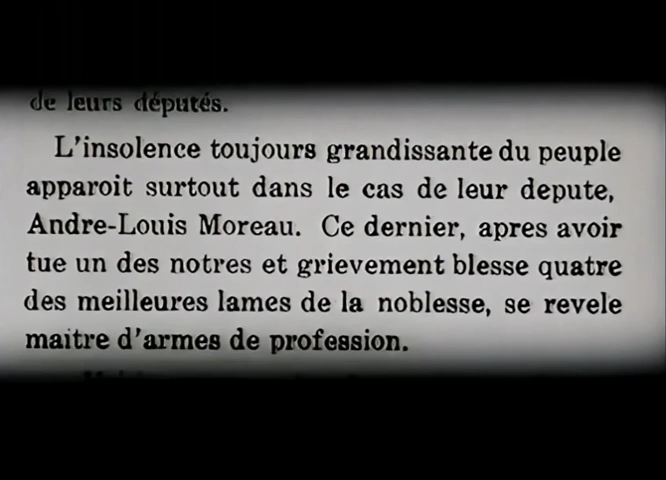 de leurs députés.
L'insolence toujours grandissante du peuple
apparoit surtout dans le cas de leur depute,
Andre-Louis Moreau. Ce dernier, apres avoir
tue un des notres et grievement blesse quatre
des meilleures lames de la noblesse, se revele
maitre d'armes de profession.